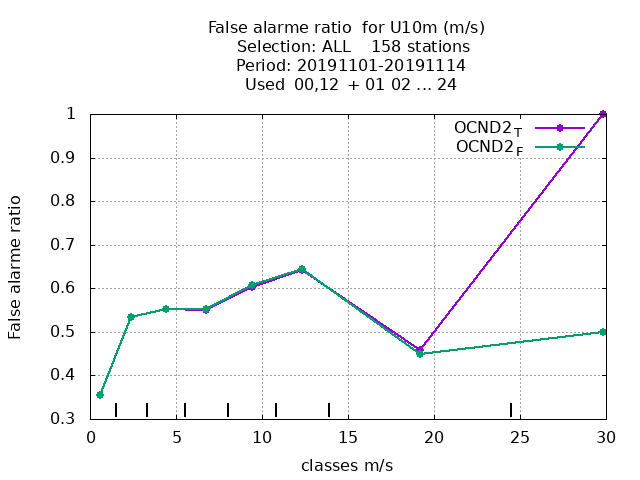 False alarme ratio  for U10m (m/s)
Selection: ALL    158 stations
Period: 20191101-20191114
Used  00,12  + 01 02 ... 24
OCND2_T
OCND2_F
False alarme ratio
1
0.9
0.8
0.7
0.6
0.5
0.4
0.3
0 5 10 15 20 25 30
classes m/s